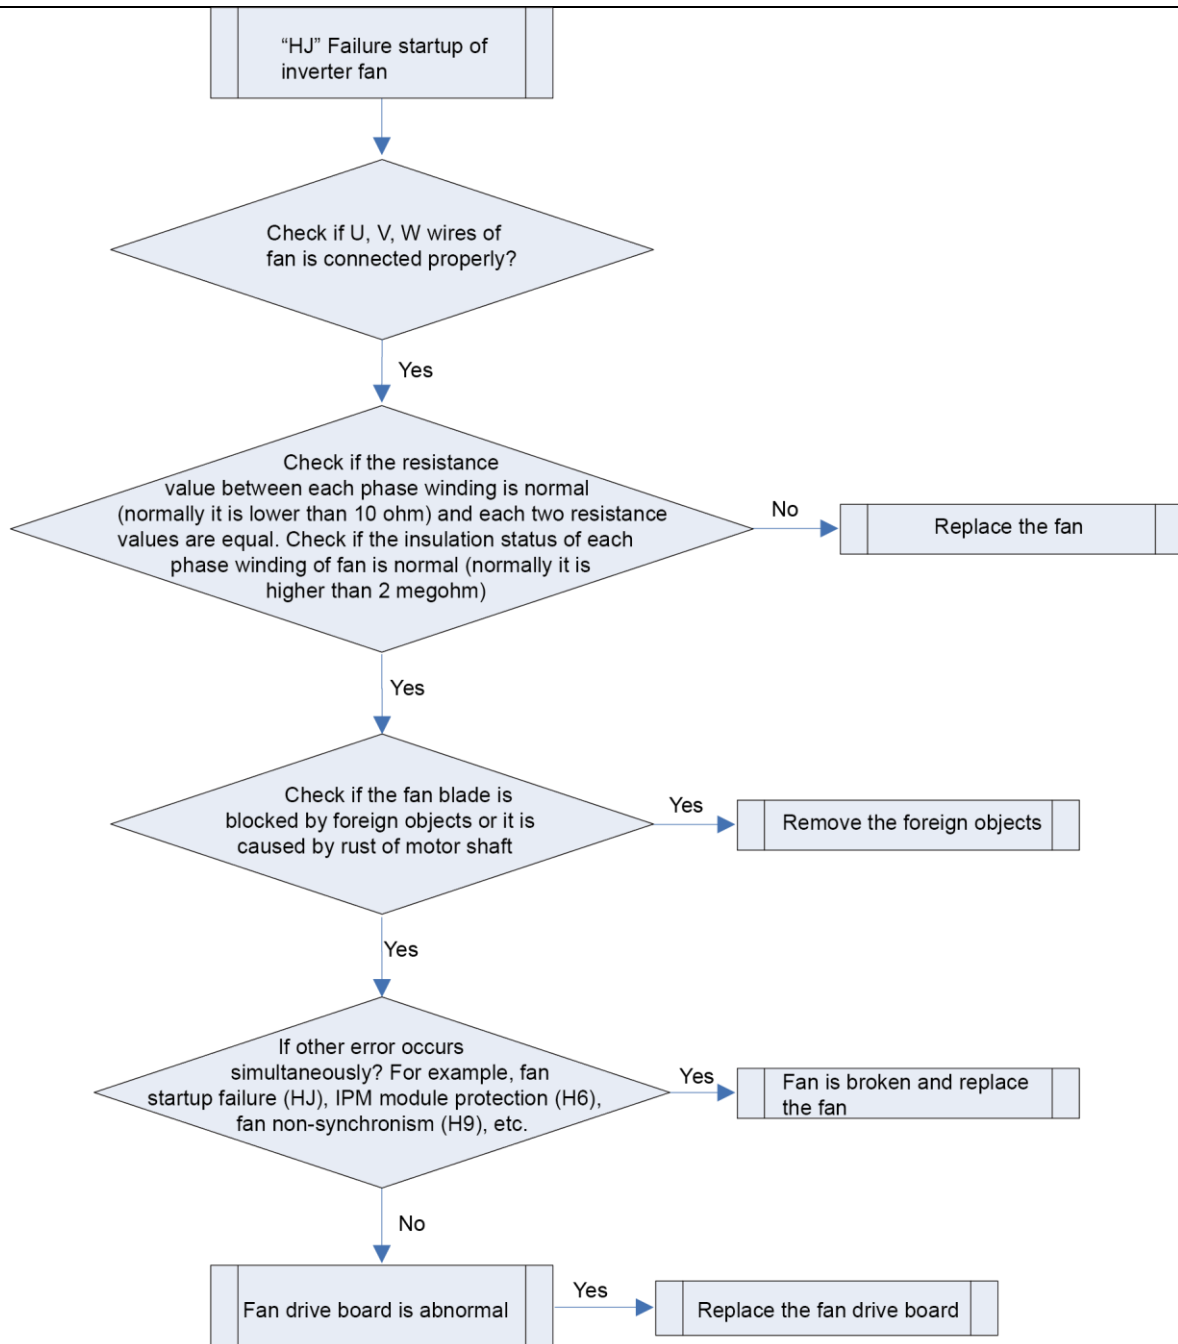 “HJ” Failure startup of
inverter fan
Check if U, V, W wires of
fan is connected properly?
Yes
Check if the resistance
value between each phase winding is normal
(normally it is lower than 10 ohm) and each two resistance
values are equal. Check if the insulation status of each
phase winding of fan is normal (normally it is
higher than 2 megohm)
No
Replace the fan
Yes
Check if the fan blade is
blocked by foreign objects or it is
caused by rust of motor shaft
Yes
Remove the foreign objects
Yes
If other error occurs
simultaneously? For example, fan
startup failure (HJ), IPM module protection (H6),
fan non-synchronism (H9), etc.
Yes
Fan is broken and replace
the fan
No
Fan drive board is abnormal
Yes
Replace the fan drive board